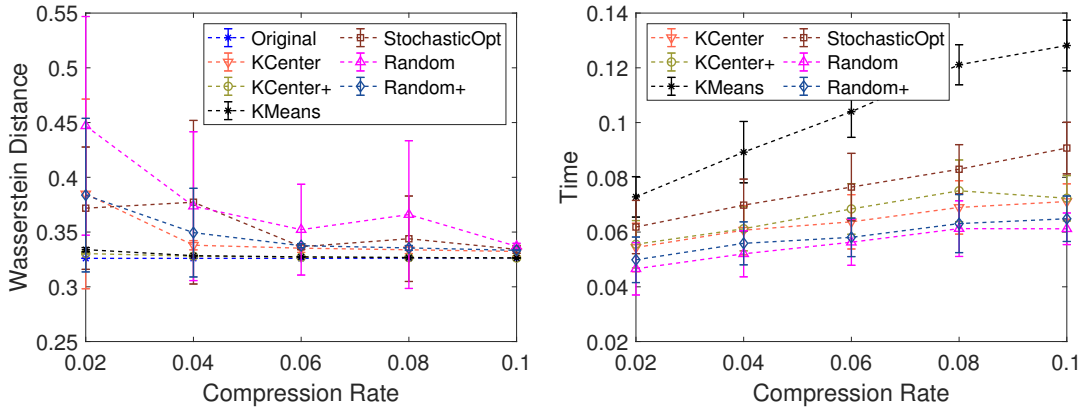 0.55
0.5
0.45
0.4
0.35
0.3
0.25
Wasserstein Distance
Original
KCenter
KCenter+
KMeans
StochasticOpt
Random
Random+
0.02 0.04 0.06 0.08 0.1
Compression Rate
0.14
0.12
0.1
0.08
0.06
0.04
0.02
Time
KCenter
KCenter+
KMeans
StochasticOpt
Random
Random+
0.02 0.04 0.06 0.08 0.1
Compression Rate